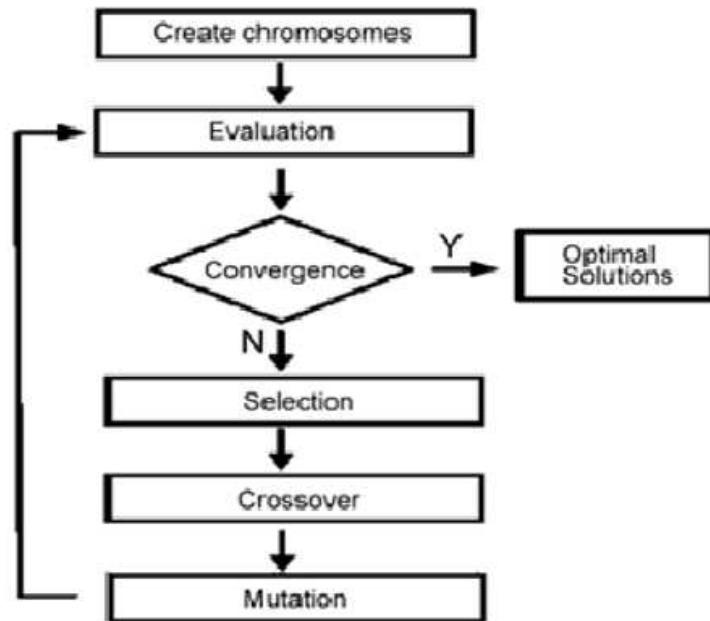 Create chromosomes
Evaluation
Convergence
Y
Optimal
Solutions
N
Selection
Crossover
Mutation